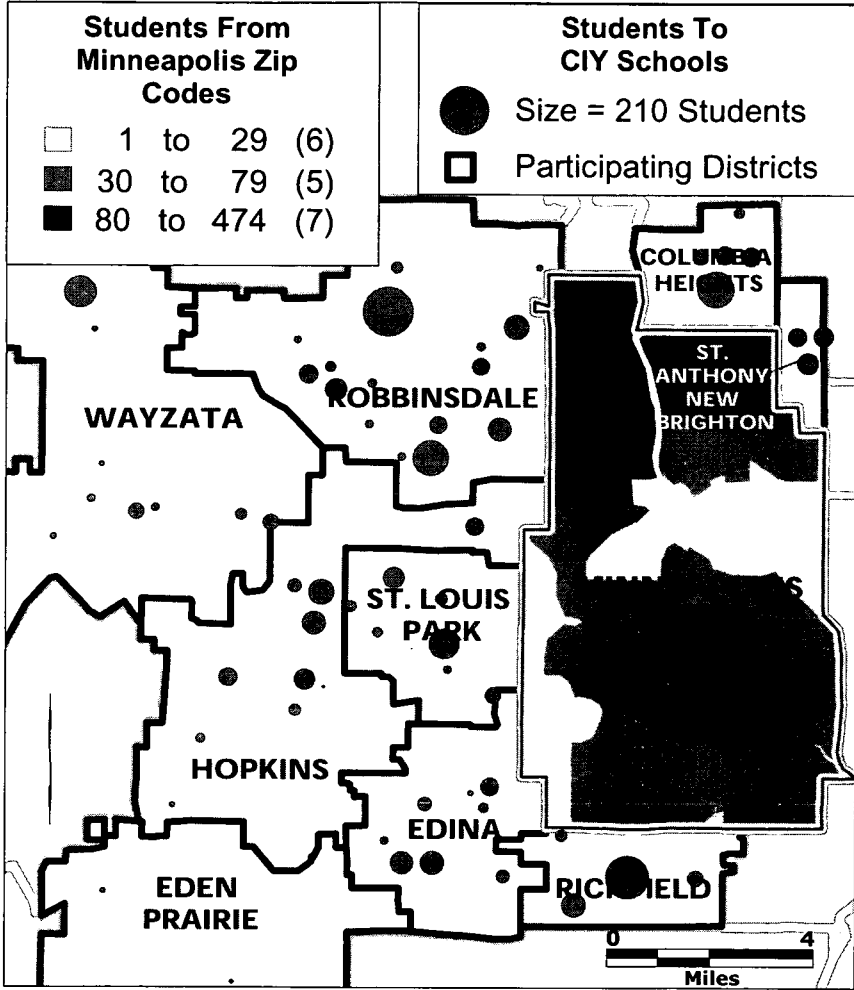 Students From
Minneapolis Zip
Codes
1 to 29 (6)
30 to 79 (5)
80 to 474 (7)
Students To
CIY Schools
Size = 210 Students
Participating Districts
COLUMBIA
HEIGHTS
ST.
ANTHONY
NEW
BRIGHTON
ROBBINSDALE
WAYZATA
ST. LOUIS
PARK
HOPKINS
EDINA
RICHFIELD
EDEN
PRAIRIE
0 4
Miles